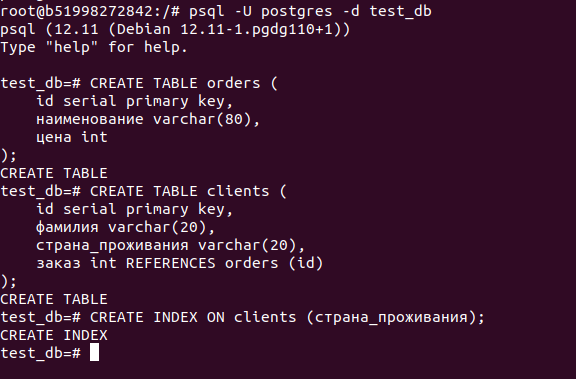 root@b51998272842:/# psql -U postgres -d test_db
psql (12.11 (Debian 12.11-1.pgdg110+1))
Type "help" for help.

test_db=# CREATE TABLE orders (
    id serial primary key,
    наименование varchar(80),
    цена int
);
CREATE TABLE
test_db=# CREATE TABLE clients (
    id serial primary key,
    фамилия varchar(20),
    страна_проживания varchar(20),
    заказ int REFERENCES orders (id)
);
CREATE TABLE
test_db=# CREATE INDEX ON clients (страна_проживания);
CREATE INDEX
test_db=#